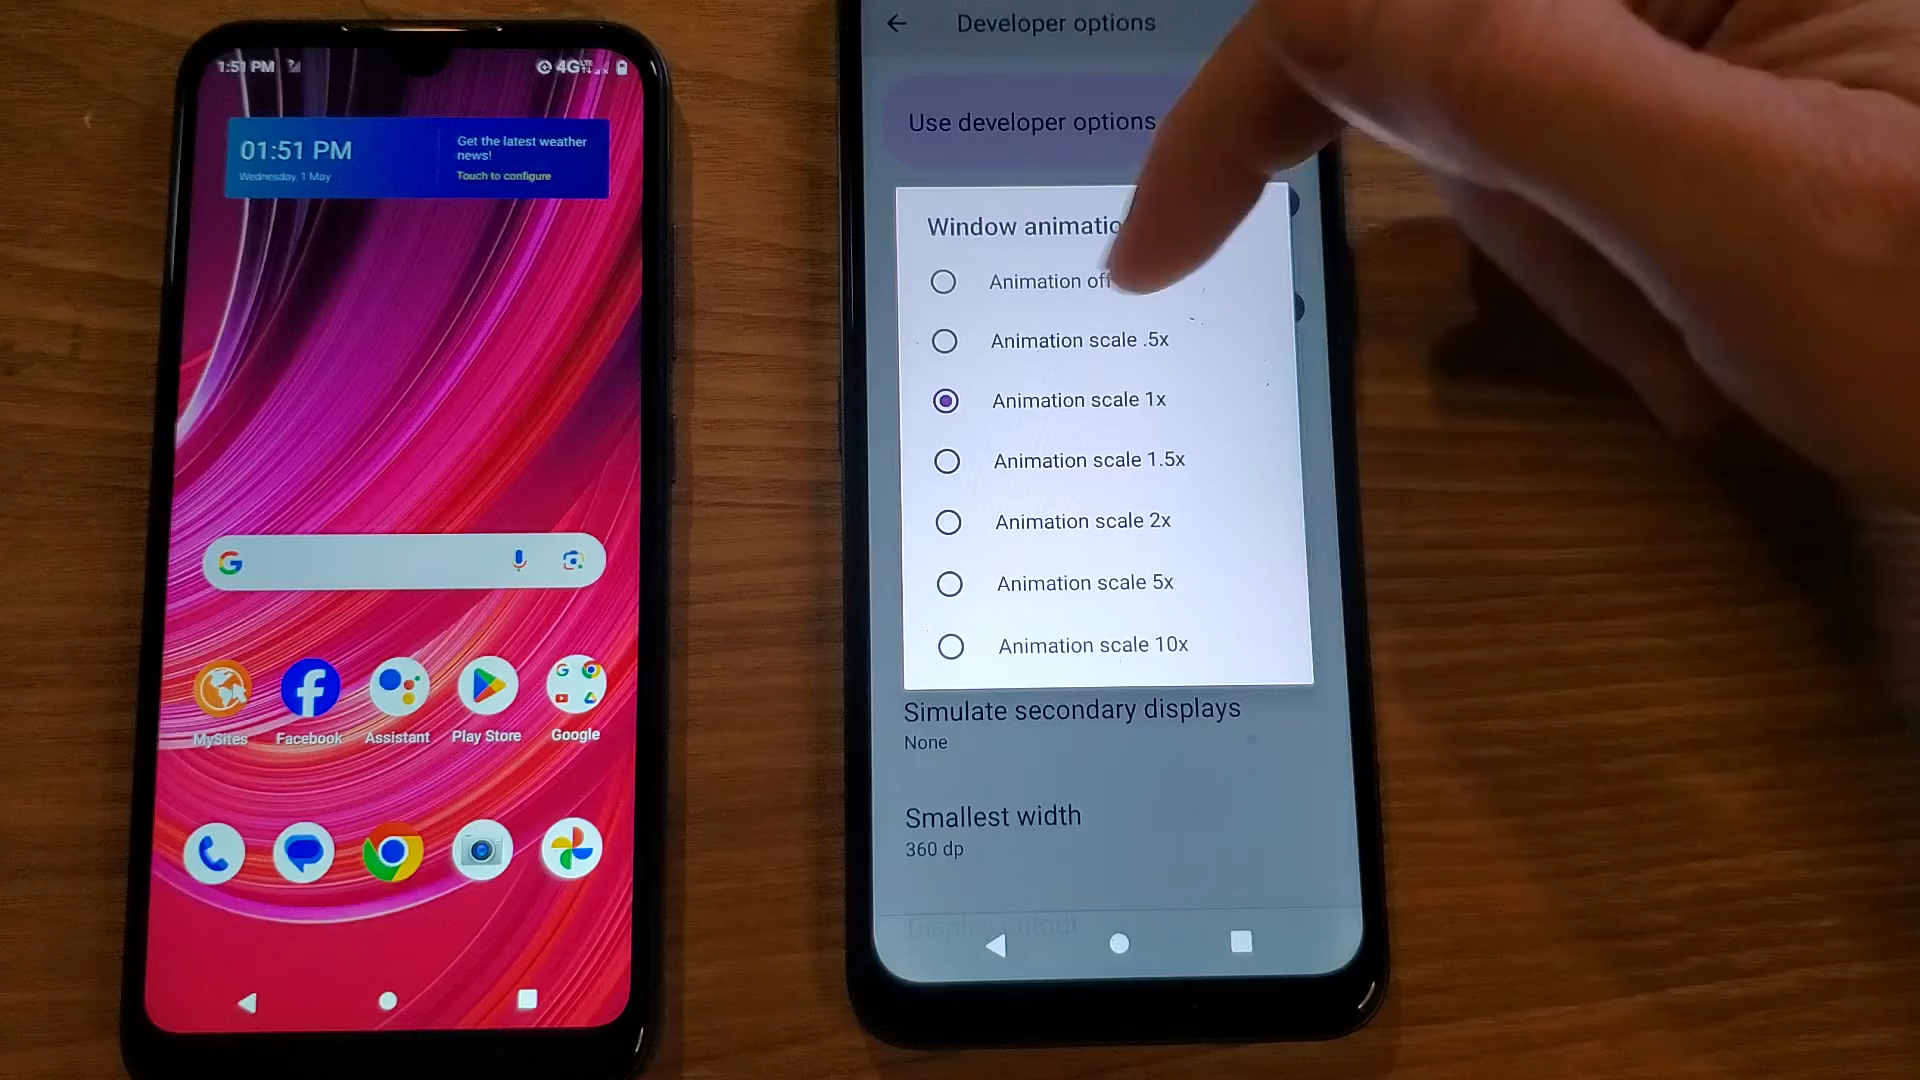 1:51 PM
4G
LTE
01:51 PM
Wednesday, 1 May
Get the latest weather
news!
Touch to configure
MySites
Facebook
Assistant
Play Store
Google
Developer options
Use developer options
Window animatio
Animation off
Animation scale .5x
Animation scale 1x
Animation scale 1.5x
Animation scale 2x
Animation scale 5x
Animation scale 10x
Simulate secondary displays
None
Smallest width
360 dp
Display cutout